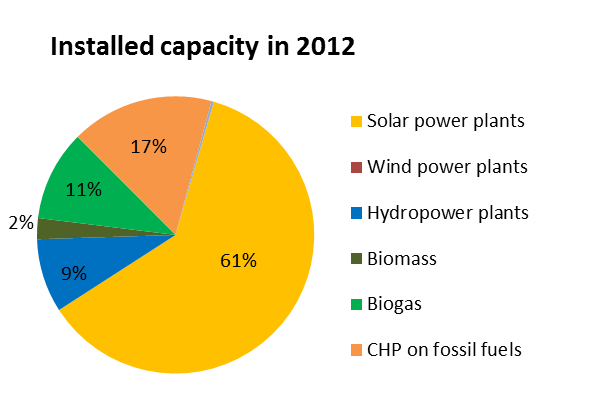 Installed capacity in 2012
17%
11%
2%
9%
61%
Solar power plants
Wind power plants
Hydropower plants
Biomass
Biogas
CHP on fossil fuels